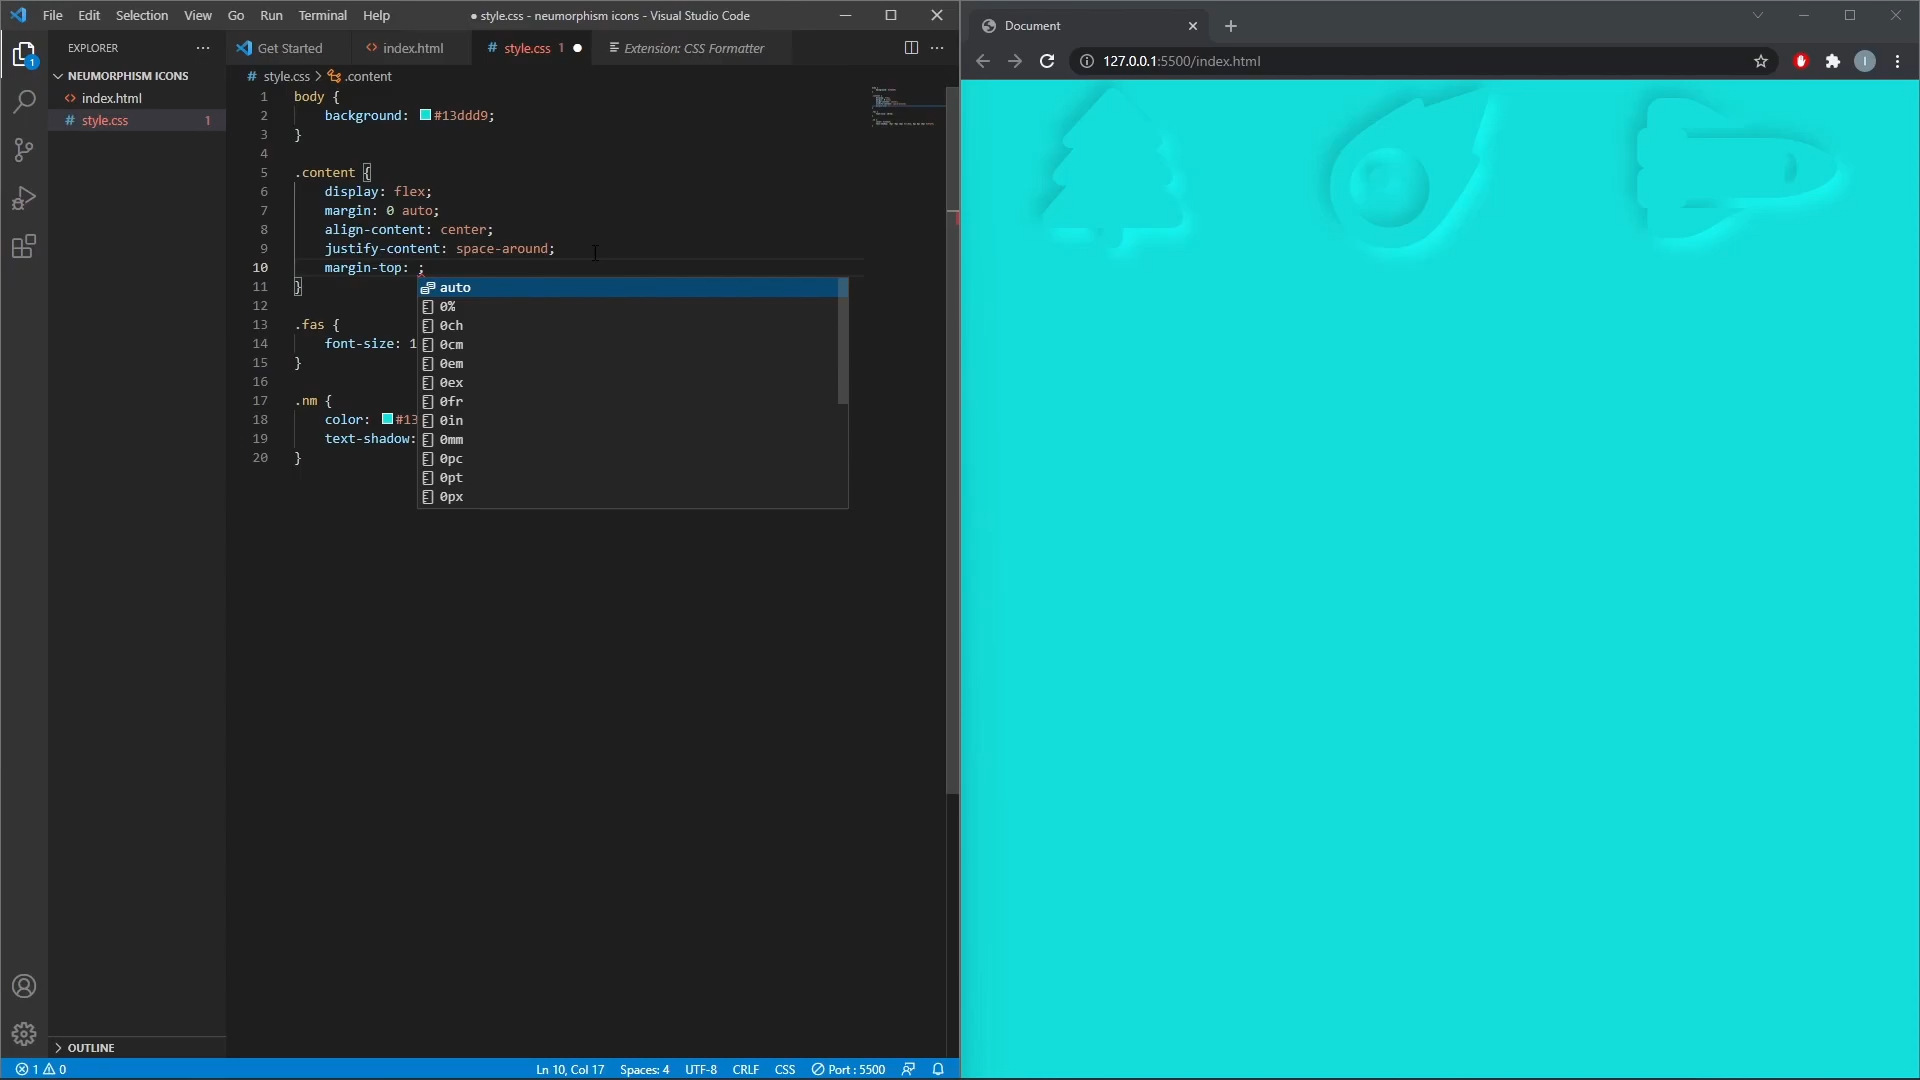 File Edit Selection View Go Run Terminal Help
● style.css - neumorphism icons - Visual Studio Code
EXPLORER
Get Started
<> index.html
# style.css 1
Extension: CSS Formatter
NEUMORPHISM ICONS
<> index.html
# style.css 1
1
# style.css > .content
1 body {
2 background: #13ddd9;
3 }
4
5 .content {
6 display: flex;
7 margin: 0 auto;
8 align-content: center;
9 justify-content: space-around;
10 margin-top: ;
11 }
12
13 .fas {
14 font-size: 1
15 }
16
17 .nm {
18 color: #13
19 text-shadow:
20 }
auto
0%
0ch
0cm
0em
0ex
0fr
0in
0mm
0pc
0pt
0px
OUTLINE
1 0
Ln 10, Col 17 Spaces: 4 UTF-8 CRLF CSS Port : 5500
Document
127.0.0.1:5500/index.html
I